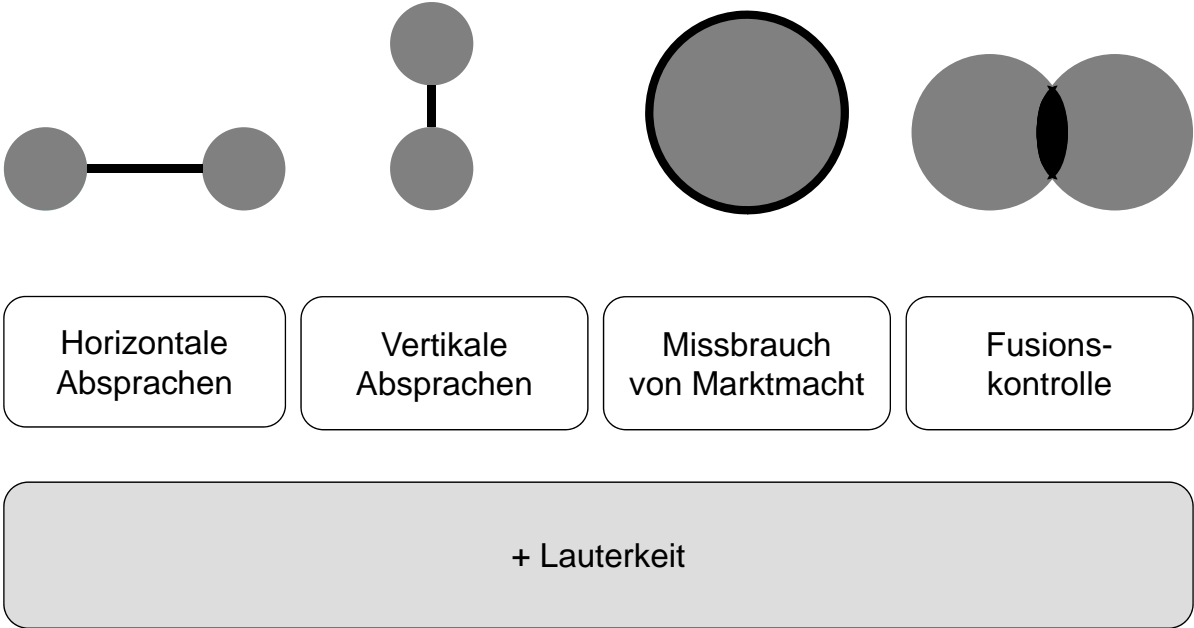 Horizontale
Absprachen
Vertikale
Absprachen
Missbrauch
von Marktmacht
Fusions-
kontrolle
+ Lauterkeit